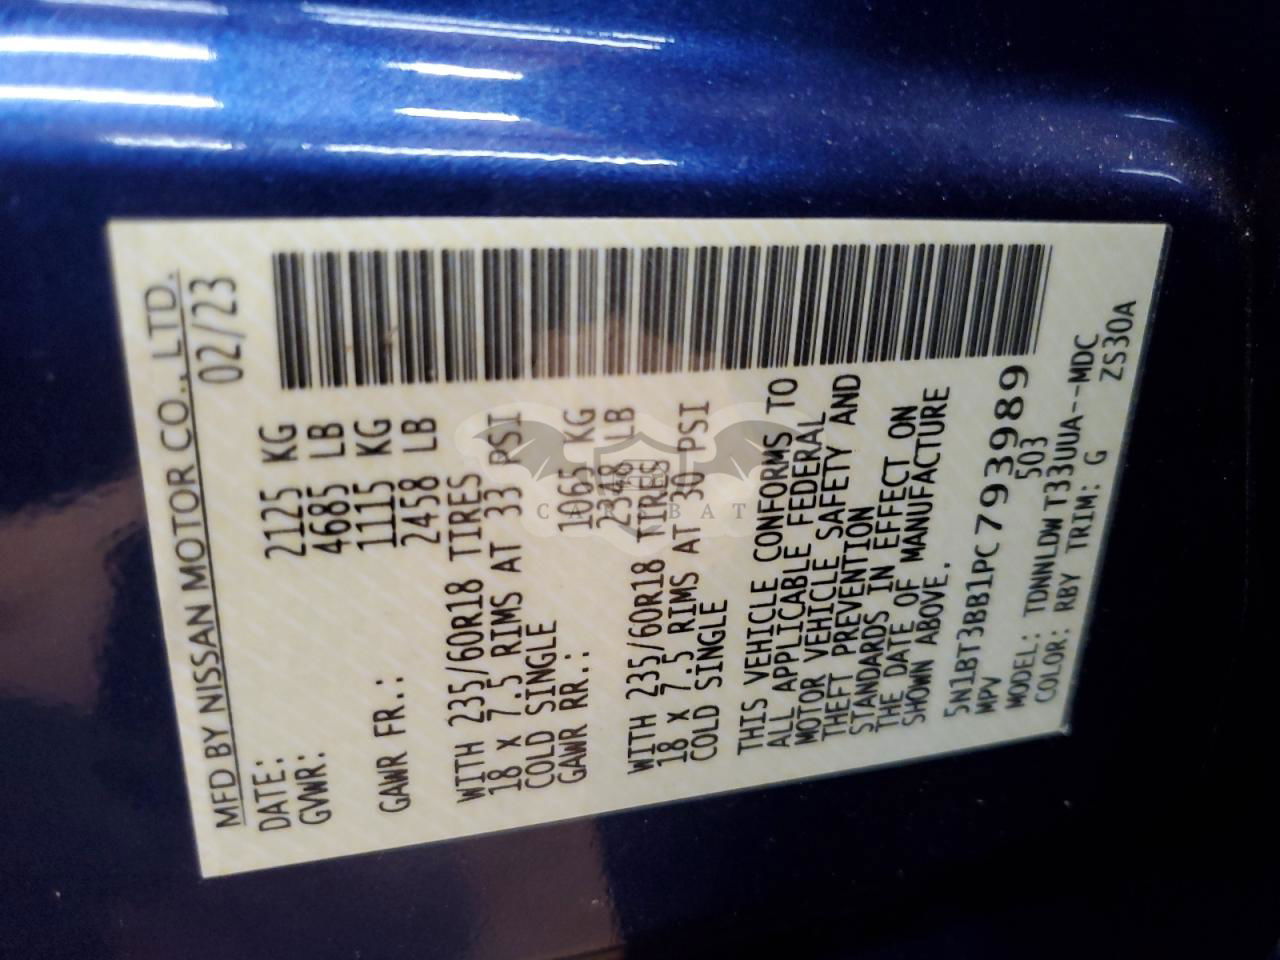 MFD BY NISSAN MOTOR CO., LTD.
DATE: 02/23
GVWR: 2125 KG
4685 LB
GAWR FR.: 1115 KG
2458 LB
WITH 235/60R18 TIRES
18 X 7.5 RIMS AT 33 PSI
COLD SINGLE
GAWR RR.: 1065 KG
2348 LB
WITH 235/60R18 TIRES
18 X 7.5 RIMS AT 30 PSI
COLD SINGLE
THIS VEHICLE CONFORMS TO
ALL APPLICABLE FEDERAL
MOTOR VEHICLE SAFETY AND
THEFT PREVENTION
STANDARDS IN EFFECT ON
THE DATE OF MANUFACTURE
SHOWN ABOVE.
5N1BT3BB1PC793989
MPV 503
MODEL: TDNNLDWT33UUA--MDC
COLOR: RBY TRIM: G ZS30A
CARSBAT